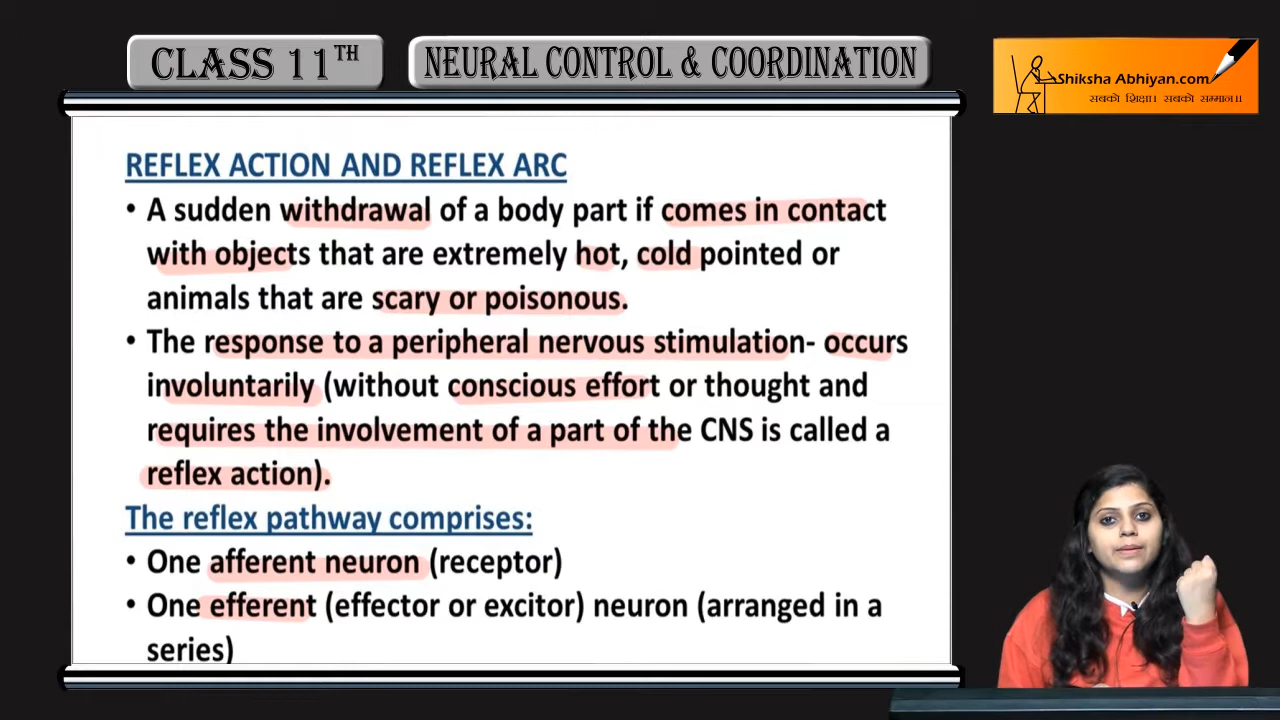 CLASS 11TH
NEURAL CONTROL & COORDINATION
Shiksha Abhiyan.com
सबको शिक्षा। सबको सम्मान।।
REFLEX ACTION AND REFLEX ARC
• A sudden withdrawal of a body part if comes in contact
with objects that are extremely hot, cold pointed or
animals that are scary or poisonous.
• The response to a peripheral nervous stimulation- occurs
involuntarily (without conscious effort or thought and
requires the involvement of a part of the CNS is called a
reflex action).
The reflex pathway comprises:
• One afferent neuron (receptor)
• One efferent (effector or excitor) neuron (arranged in a
series)